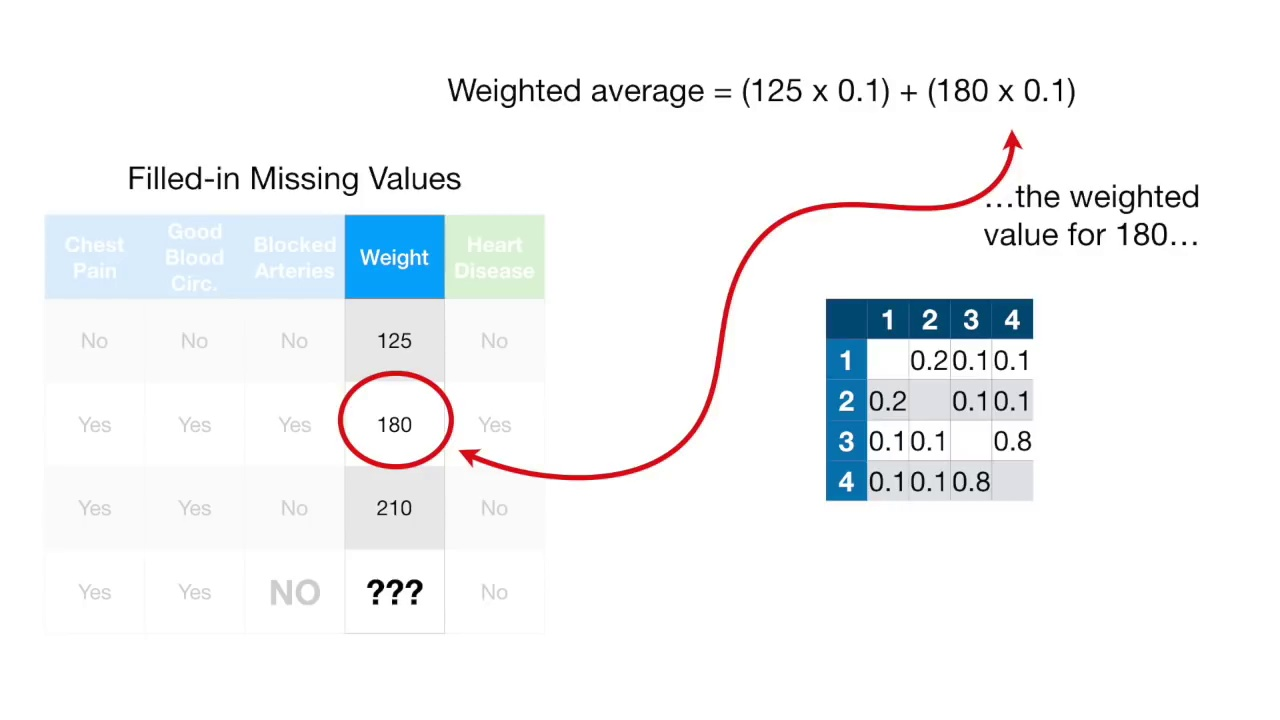 Weighted average = (125 x 0.1) + (180 x 0.1)
…the weighted
value for 180…
Filled-in Missing Values
Chest Pain Good Blood Circ. Blocked Arteries Weight Heart Disease
No No No 125 No
Yes Yes Yes 180 Yes
Yes Yes No 210 No
Yes Yes NO ??? No
1 2 3 4
1 0.2 0.1 0.1
2 0.2 0.1 0.1
3 0.1 0.1 0.8
4 0.1 0.1 0.8